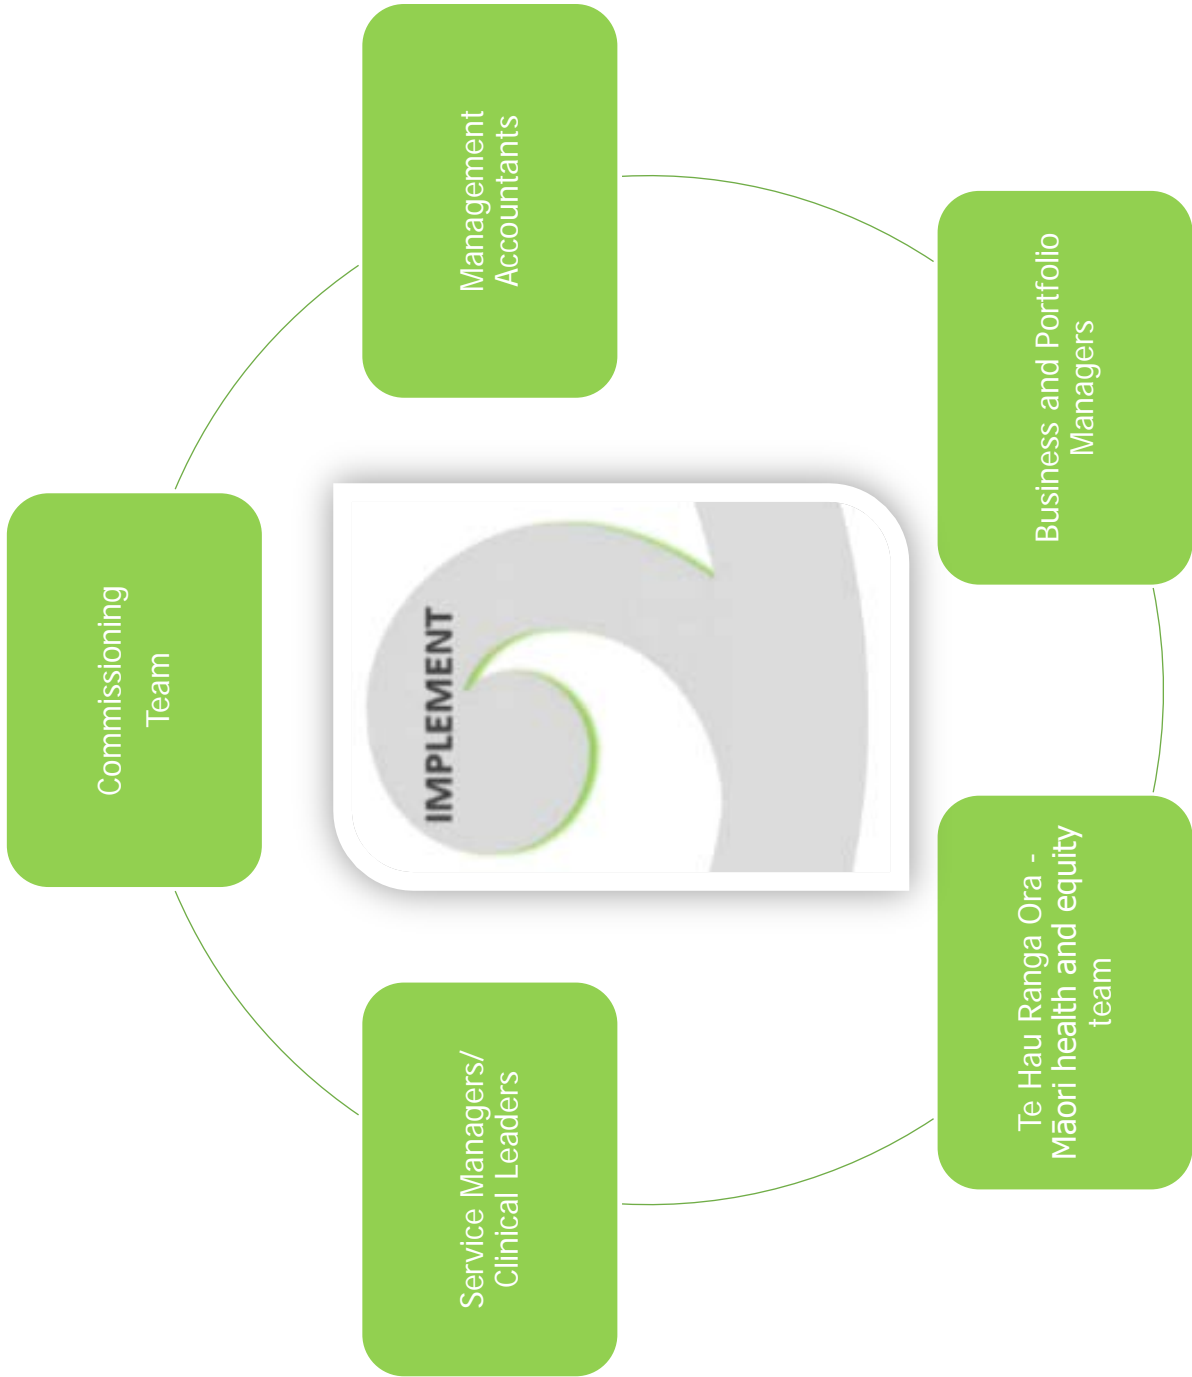 Commissioning
Team
Management
Accountants
Business and Portfolio
Managers
Te Hau Ranga Ora -
Māori health and equity
team
Service Managers/
Clinical Leaders
IMPLEMENT